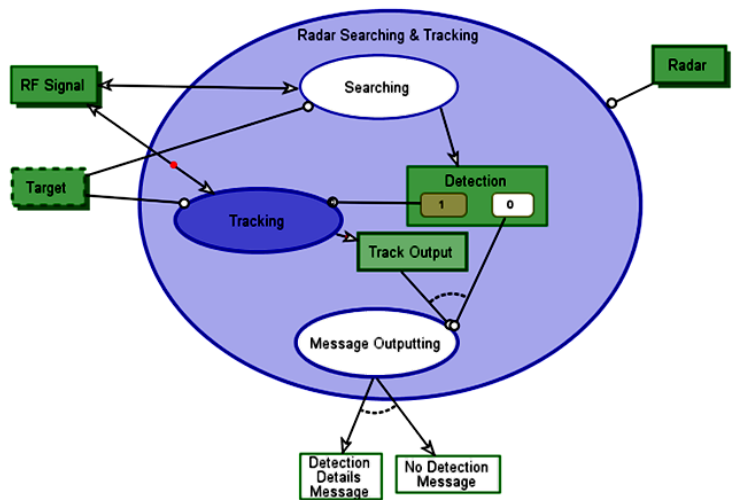 Radar Searching & Tracking
RF Signal
Searching
Radar
Target
Detection
1
0
Tracking
Track Output
Message Outputting
Detection
Details
Message
No Detection
Message